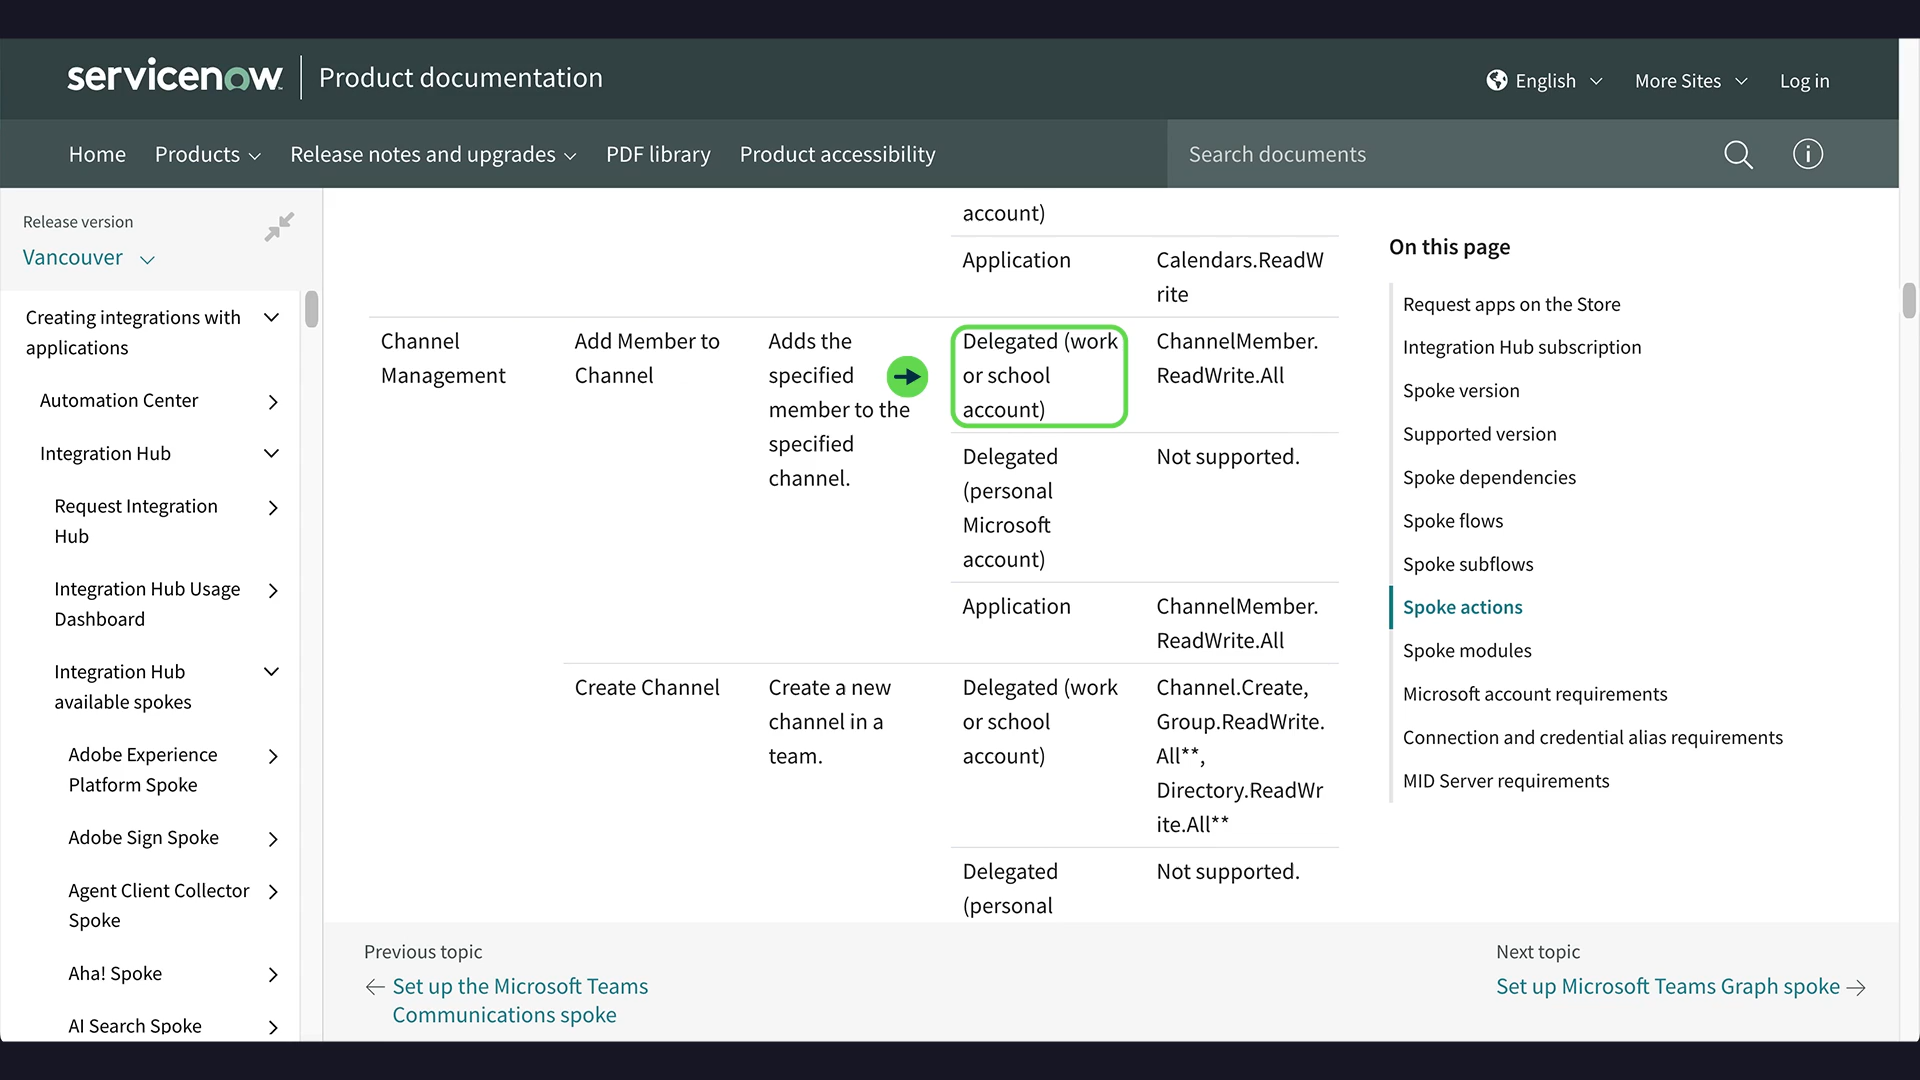 servicenow
Product documentation
English
More Sites
Log in
Home
Products
Release notes and upgrades
PDF library
Product accessibility
Search documents
Release version
Vancouver
Creating integrations with
applications
Automation Center
Integration Hub
Request Integration
Hub
Integration Hub Usage
Dashboard
Integration Hub
available spokes
Adobe Experience
Platform Spoke
Adobe Sign Spoke
Agent Client Collector
Spoke
Aha! Spoke
AI Search Spoke
account)
Application
Calendars.ReadW
rite
Channel
Management
Add Member to
Channel
Adds the
specified
member to the
specified
channel.
Delegated (work
or school
account)
ChannelMember.
ReadWrite.All
Delegated
(personal
Microsoft
account)
Not supported.
Application
ChannelMember.
ReadWrite.All
Create Channel
Create a new
channel in a
team.
Delegated (work
or school
account)
Channel.Create,
Group.ReadWrite.
All**,
Directory.ReadWr
ite.All**
Delegated
(personal
Not supported.
On this page
Request apps on the Store
Integration Hub subscription
Spoke version
Supported version
Spoke dependencies
Spoke flows
Spoke subflows
Spoke actions
Spoke modules
Microsoft account requirements
Connection and credential alias requirements
MID Server requirements
Previous topic
Set up the Microsoft Teams
Communications spoke
Next topic
Set up Microsoft Teams Graph spoke